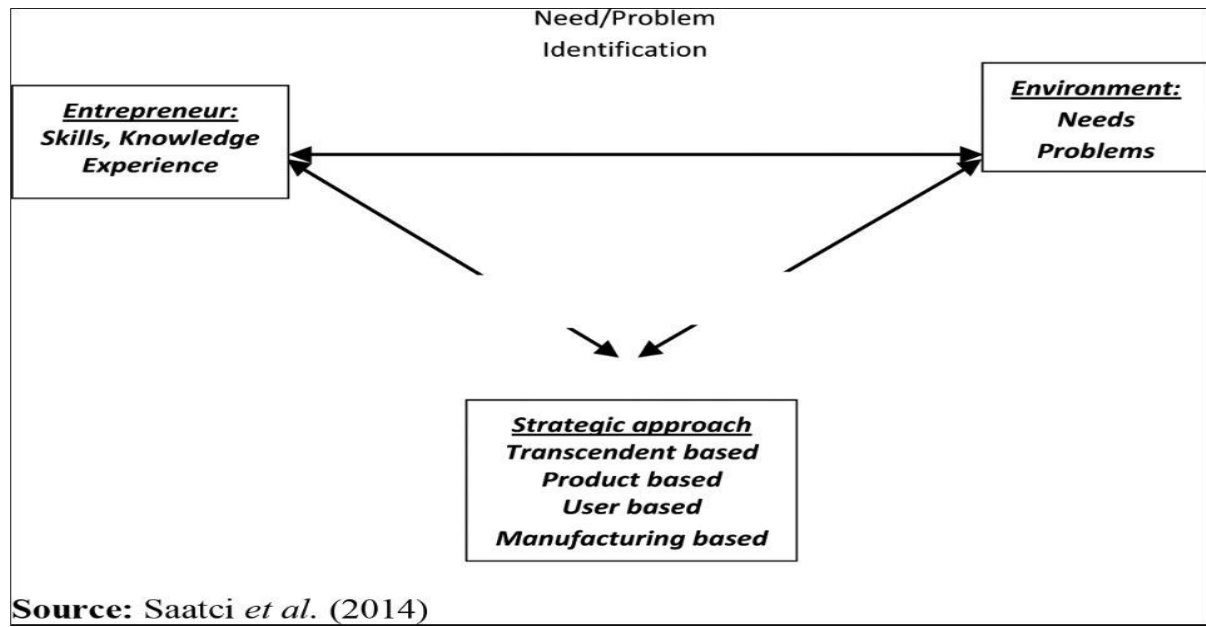 Need/Problem
Identification
Entrepreneur:
Skills, Knowledge
Experience
Environment:
Needs
Problems
Strategic approach
Transcendent based
Product based
User based
Manufacturing based
Source: Saatci et al. (2014)